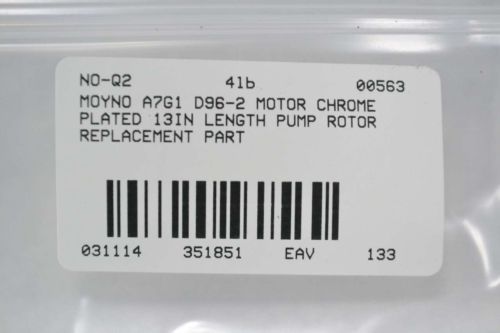 NO-Q2 4lb 00563
MOYNO A7G1 D96-2 MOTOR CHROME
PLATED 13IN LENGTH PUMP ROTOR
REPLACEMENT PART
031114 351851 EAV 133